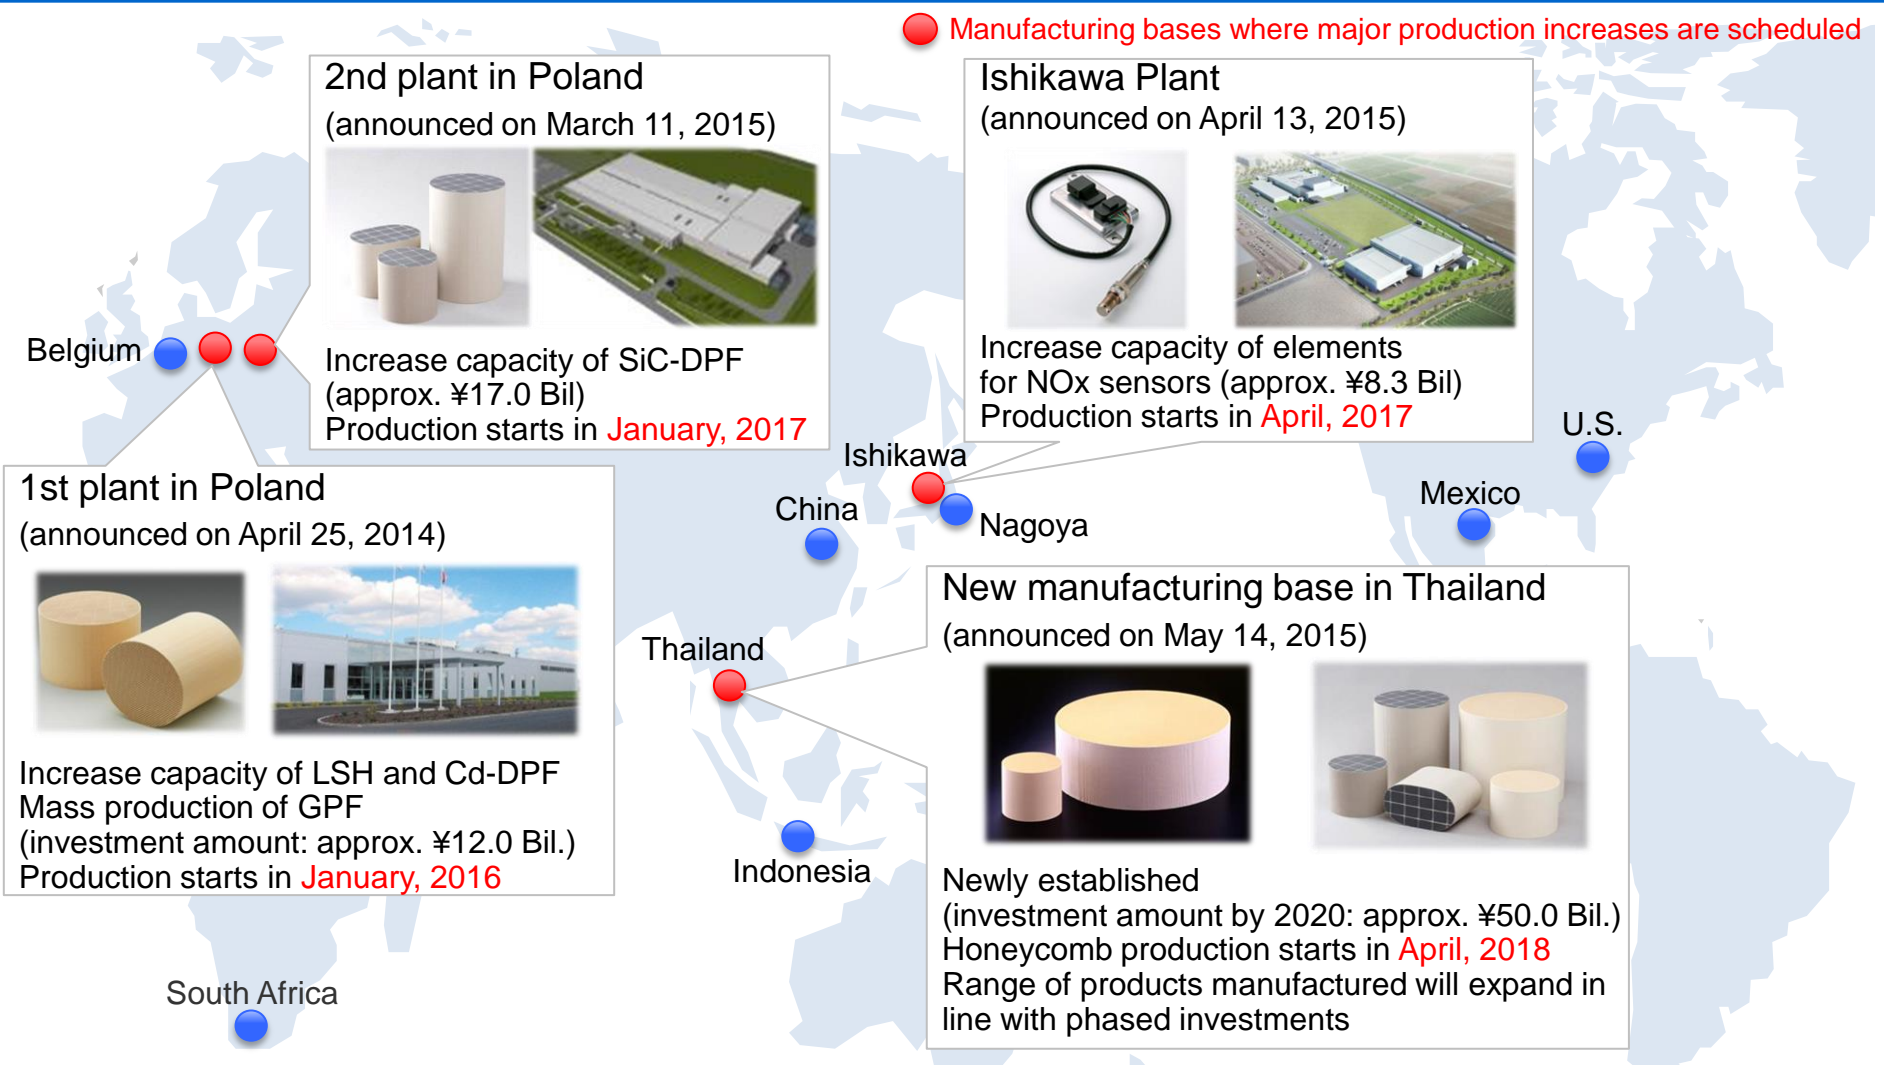 Manufacturing bases where major production increases are scheduled
2nd plant in Poland
(announced on March 11, 2015)
Increase capacity of SiC-DPF
(approx. ¥17.0 Bil)
Production starts in January, 2017
Ishikawa Plant
(announced on April 13, 2015)
Increase capacity of elements
for NOx sensors (approx. ¥8.3 Bil)
Production starts in April, 2017
Belgium
1st plant in Poland
(announced on April 25, 2014)
Increase capacity of LSH and Cd-DPF
Mass production of GPF
(investment amount: approx. ¥12.0 Bil.)
Production starts in January, 2016
Ishikawa
China
Nagoya
U.S.
Mexico
Thailand
New manufacturing base in Thailand
(announced on May 14, 2015)
Newly established
(investment amount by 2020: approx. ¥50.0 Bil.)
Honeycomb production starts in April, 2018
Range of products manufactured will expand in
line with phased investments
Indonesia
South Africa